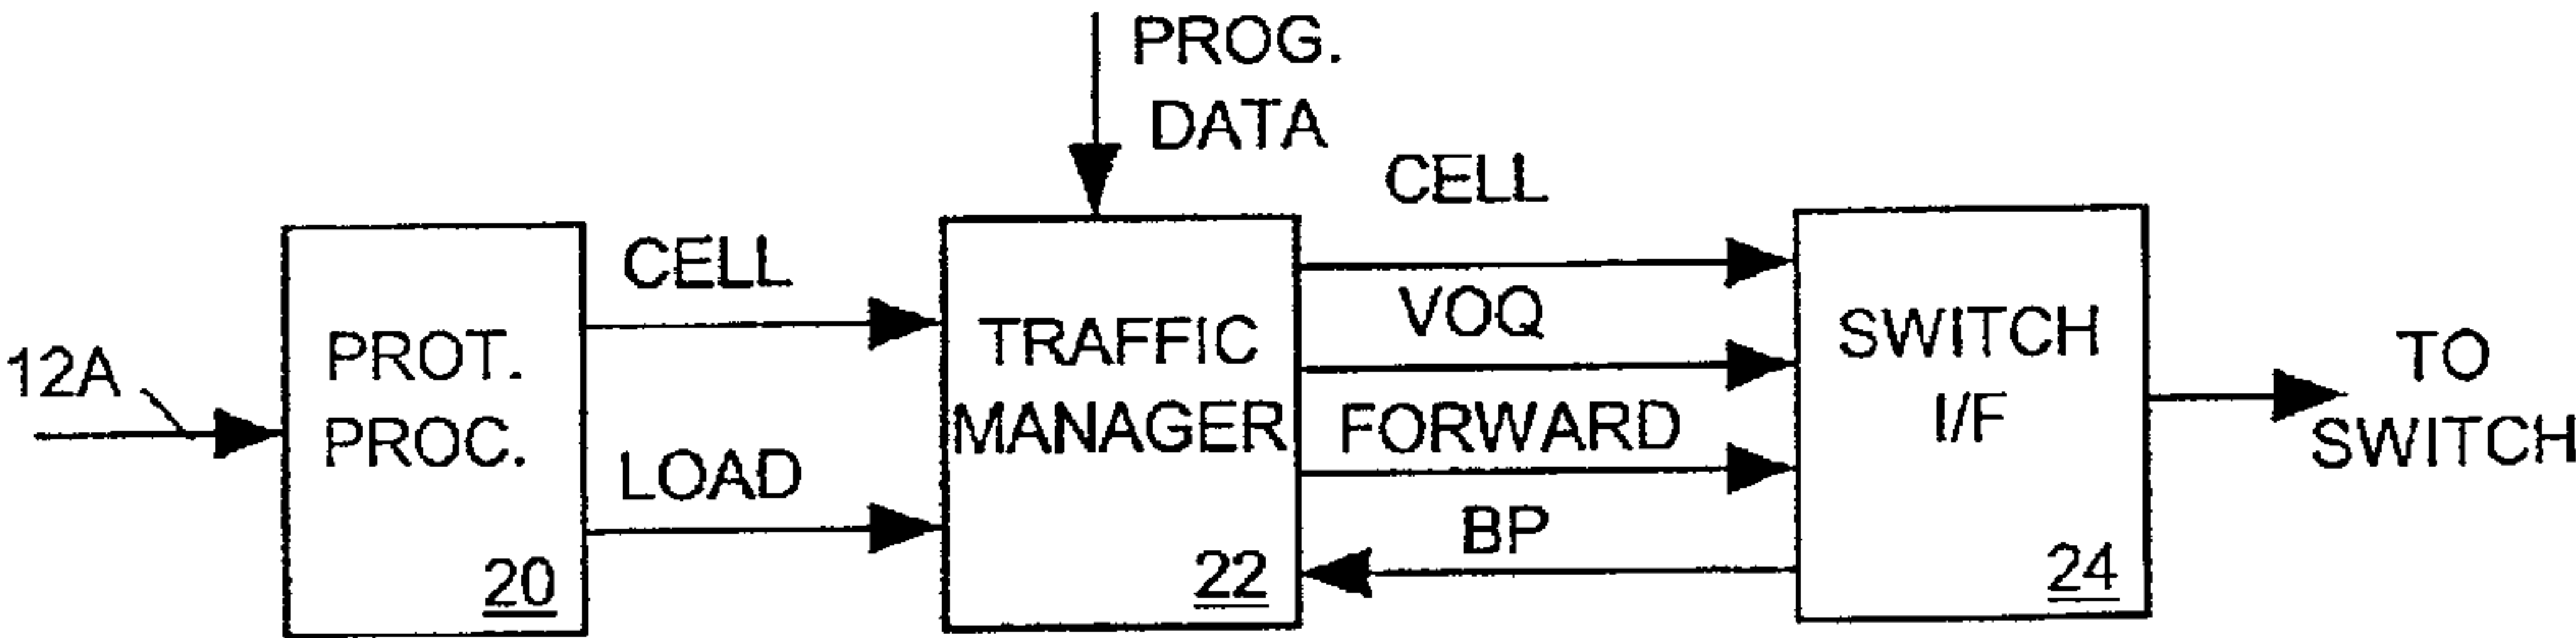 PROG.
DATA
CELL
CELL
VOQ
12A
PROT.
PROC.
LOAD
TRAFFIC
MANAGER
FORWARD
BP
SWITCH
I/F
TO
SWITCH
20
22
24